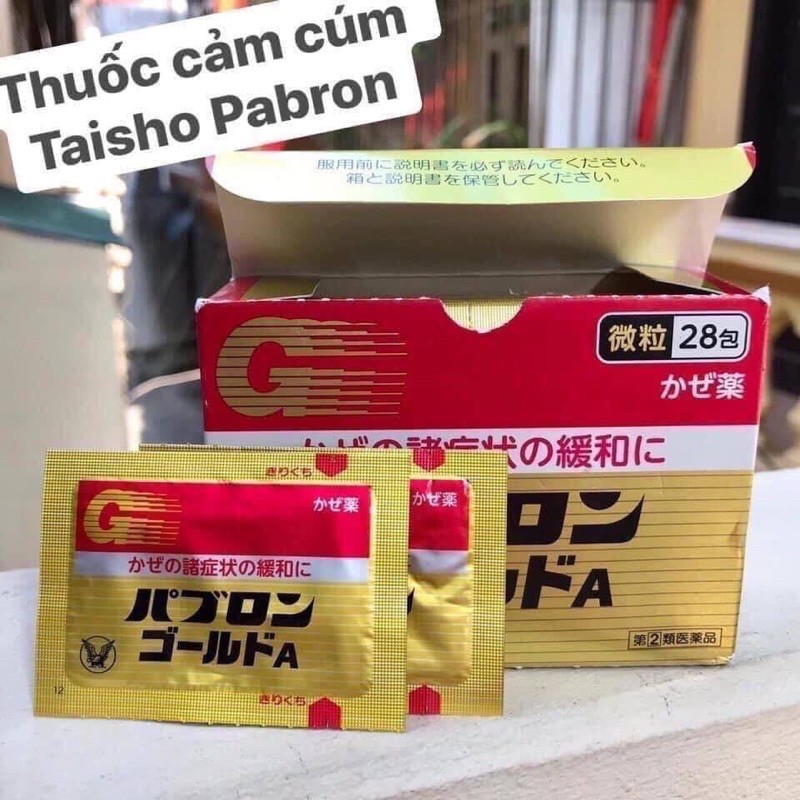 Thuốc cảm cúm
Taisho Pabron
服用前に説明書を必ず読んでください。
箱と説明書を保管してください。
G
微粒 28包
かぜ薬
かぜの諸症状の緩和に
ロン
ルドA
第②類医薬品
きりくち
G
かぜ薬
かぜの諸症状の緩和に
パブロン
ゴールドA
12
きりくち
かぜ薬
和に